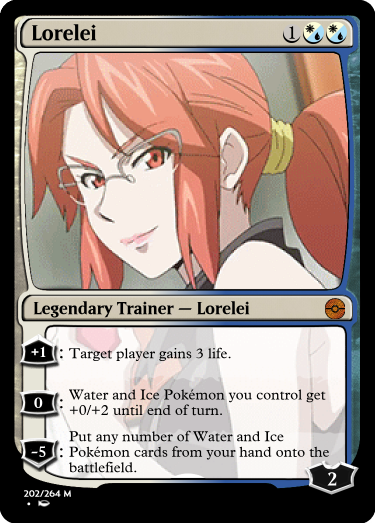 Lorelei 1
Legendary Trainer — Lorelei
+1 : Target player gains 3 life.
0 : Water and Ice Pokémon you control get
+0/+2 until end of turn.
Put any number of Water and Ice
-5 : Pokémon cards from your hand onto the
battlefield.
2
202/264 M